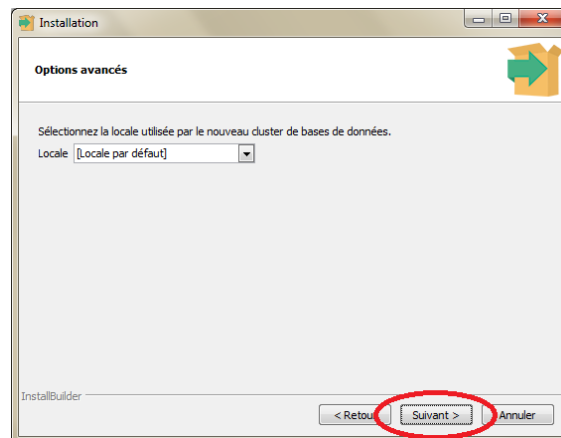 Installation
Options avancés
Sélectionnez la locale utilisée par le nouveau cluster de bases de données.
Locale [Locale par défaut]
InstallBuilder
< Retour Suivant > Annuler